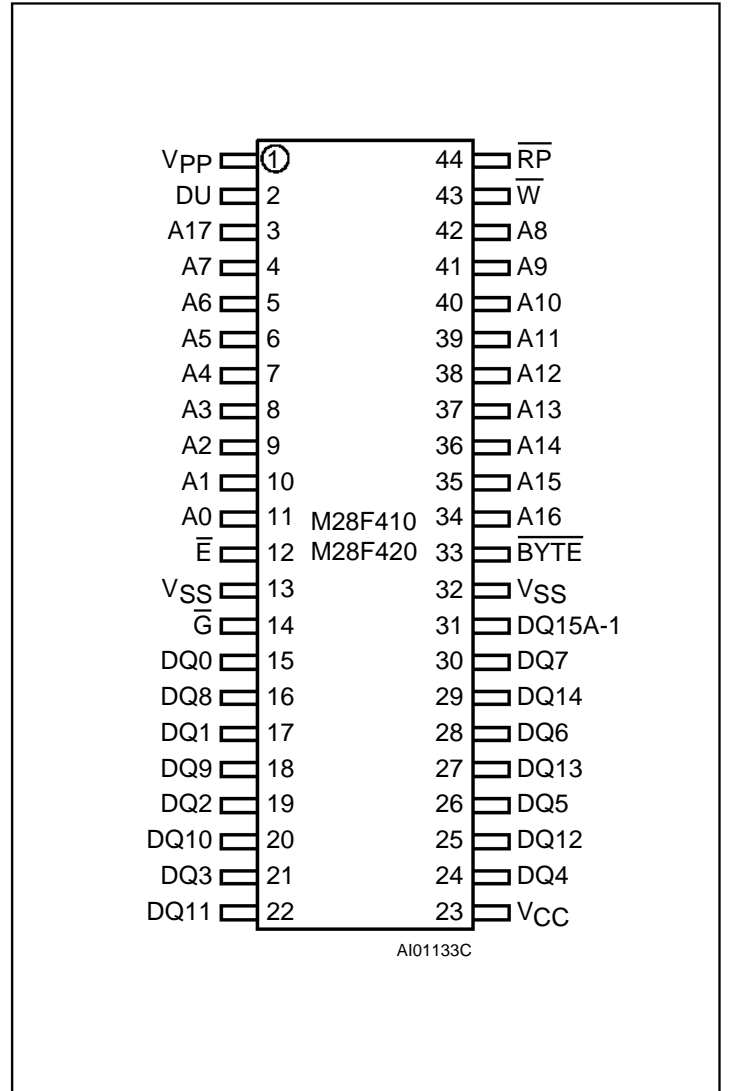 VPP 1 44 R̅P̅
DU 2 43 W̅
A17 3 42 A8
A7 4 41 A9
A6 5 40 A10
A5 6 39 A11
A4 7 38 A12
A3 8 37 A13
A2 9 36 A14
A1 10 35 A15
A0 11 M28F410 34 A16
E̅ 12 M28F420 33 B̅Y̅T̅E̅
VSS 13 32 VSS
G̅ 14 31 DQ15A-1
DQ0 15 30 DQ7
DQ8 16 29 DQ14
DQ1 17 28 DQ6
DQ9 18 27 DQ13
DQ2 19 26 DQ5
DQ10 20 25 DQ12
DQ3 21 24 DQ4
DQ11 22 23 VCC
AI01133C